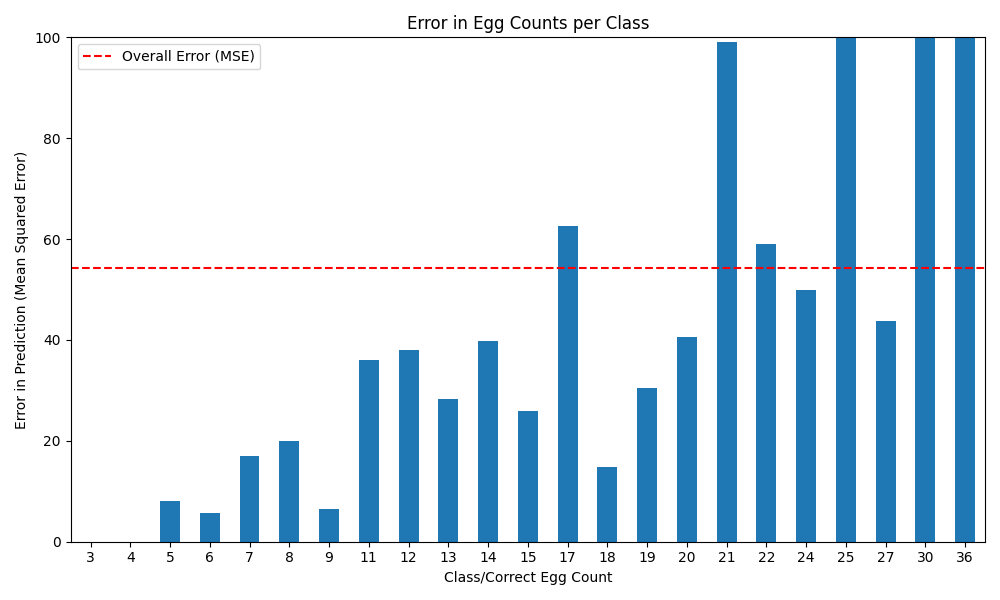 Error in Egg Counts per Class
Overall Error (MSE)
Error in Prediction (Mean Squared Error)
100
80
60
40
20
0
3 4 5 6 7 8 9 11 12 13 14 15 17 18 19 20 21 22 24 25 27 30 36
Class/Correct Egg Count